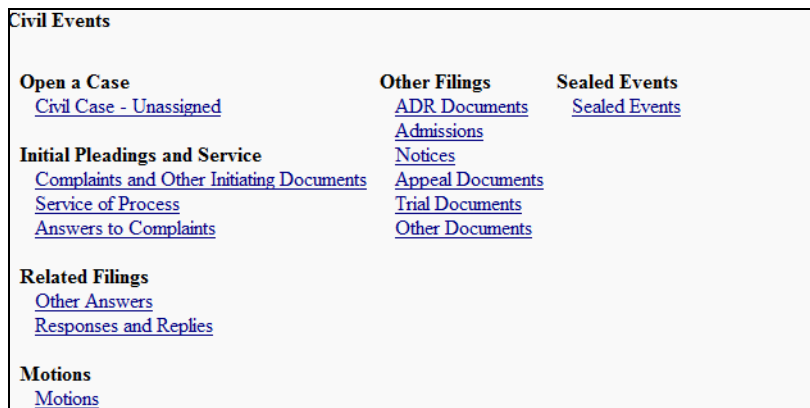 Civil Events
Open a Case
Civil Case - Unassigned
Initial Pleadings and Service
Complaints and Other Initiating Documents
Service of Process
Answers to Complaints
Related Filings
Other Answers
Responses and Replies
Motions
Motions
Other Filings
ADR Documents
Admissions
Notices
Appeal Documents
Trial Documents
Other Documents
Sealed Events
Sealed Events